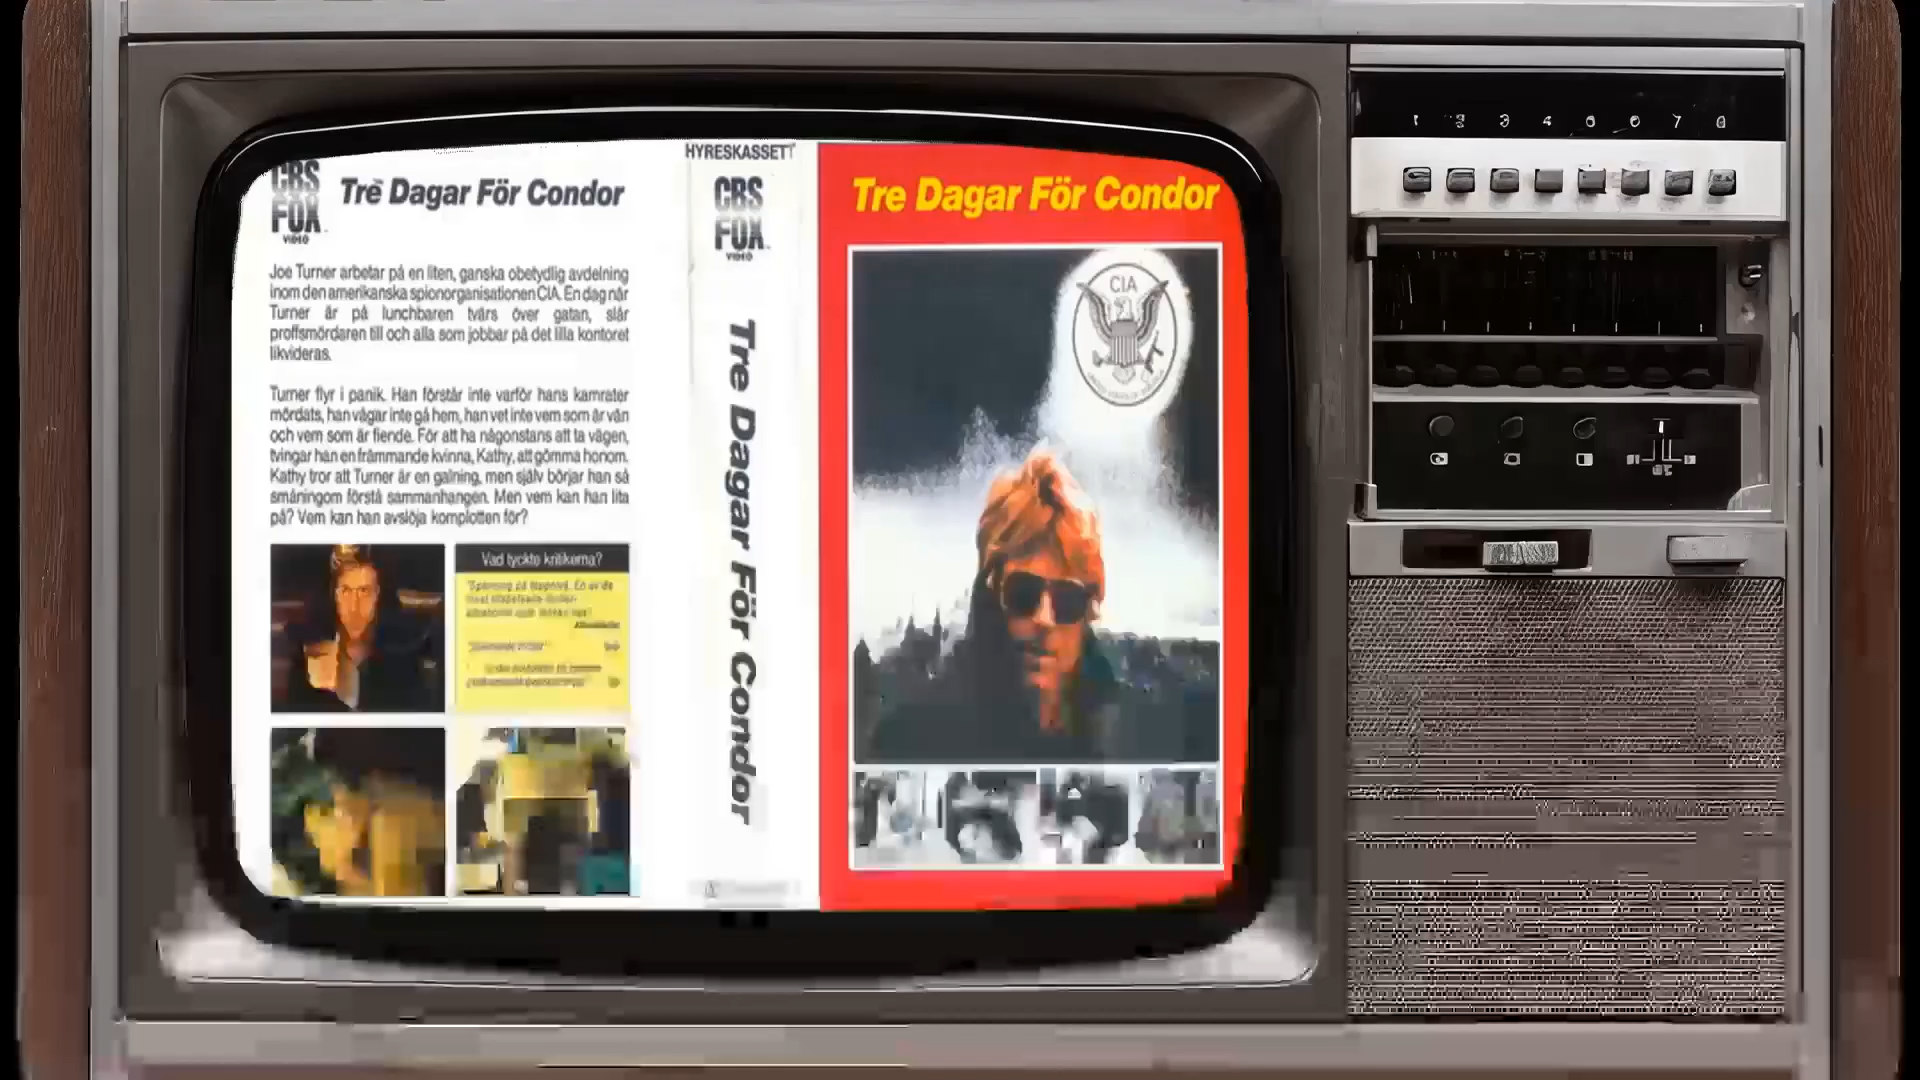 CBS
FOX
VIDEO
Tre Dagar För Condor
Joe Turner arbetar på en liten, ganska obetydlig avdelning
inom den amerikanska spionorganisationen CIA. En dag när
Turner är på lunchbaren tvärs över gatan, slår
proffsmördaren till och alla som jobbar på det lilla kontoret
likvideras.
Turner flyr i panik. Han förstår inte varför hans kamrater
mördats, han vågar inte gå hem, han vet inte vem som är vän
och vem som är fiende. För att ha någonstans att ta vägen,
tvingar han en främmande kvinna, Kathy, att gömma honom.
Kathy tror att Turner är en galning, men själv börjar han så
småningom förstå sammanhangen. Men vem kan han lita
på? Vem kan han avslöja komplotten för?
Vad tyckte kritikerna?
HYRESKASSETT
CBS
FOX
VIDEO
Tre Dagar För Condor
Tre Dagar För Condor
CIA
1 2 3 4 5 6 7 8